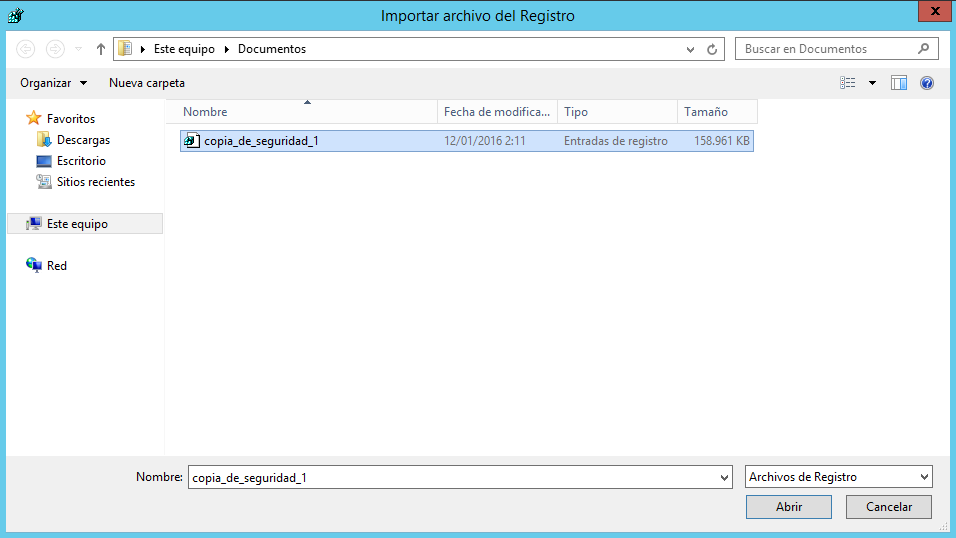 Importar archivo del Registro
Este equipo Documentos
Buscar en Documentos
Organizar Nueva carpeta
Nombre Fecha de modifica... Tipo Tamaño
copia_de_seguridad_1 12/01/2016 2:11 Entradas de registro 158.961 KB
Favoritos
Descargas
Escritorio
Sitios recientes
Este equipo
Red
Nombre: copia_de_seguridad_1 Archivos de Registro
Abrir Cancelar